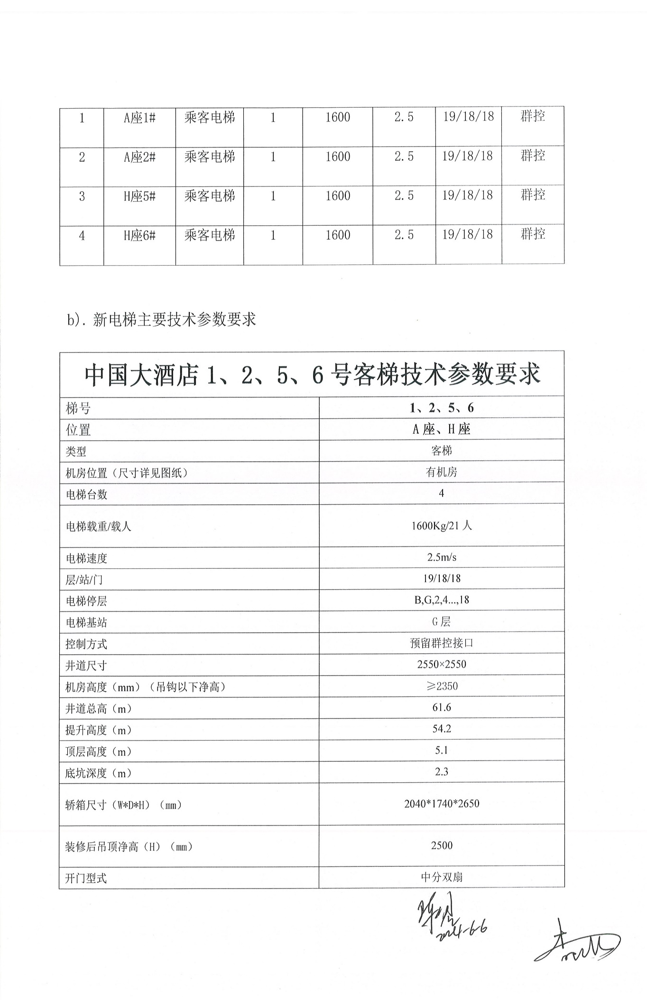 1 A座1# 乘客电梯 1 1600 2.5 19/18/18 群控
2 A座2# 乘客电梯 1 1600 2.5 19/18/18 群控
3 H座5# 乘客电梯 1 1600 2.5 19/18/18 群控
4 H座6# 乘客电梯 1 1600 2.5 19/18/18 群控
b). 新电梯主要技术参数要求
中国大酒店1、2、5、6号客梯技术参数要求
梯号 1、2、5、6
位置 A座、H座
类型 客梯
机房位置（尺寸详见图纸） 有机房
电梯台数 4
电梯载重/载人 1600Kg/21人
电梯速度 2.5m/s
层/站/门 19/18/18
电梯停层 B,G,2,4...,18
电梯基站 G层
控制方式 预留群控接口
井道尺寸 2550×2550
机房高度（mm）（吊钩以下净高） ≥2350
井道总高（m） 61.6
提升高度（m） 54.2
顶层高度（m） 5.1
底坑深度（m） 2.3
轿箱尺寸（W*D*H）（mm） 2040*1740*2650
装修后吊顶净高（H）（mm） 2500
开门型式 中分双扇
2024-6-6